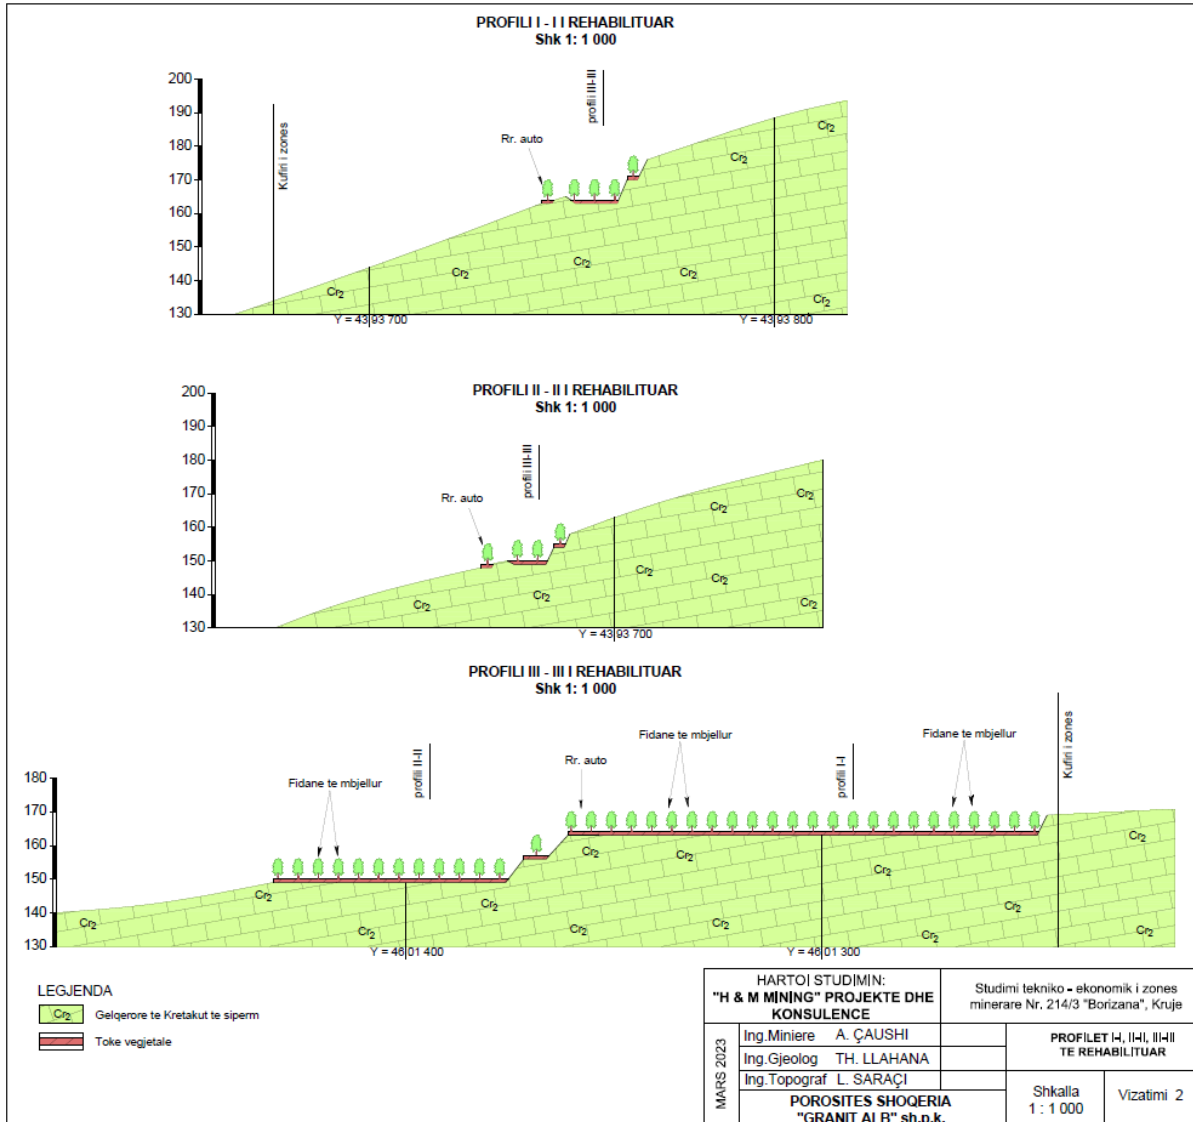 PROFILI I - I I REHABILITUAR
Shk 1: 1 000
200
190
180
170
160
150
140
130
Kufiri i zones
Rr. auto
profili III-III
Cr2
Cr2
Cr2
Cr2
Cr2
Cr2
Cr2
Y = 43 93 700
Y = 43 93 800
PROFILI II - II I REHABILITUAR
Shk 1: 1 000
200
190
180
170
160
150
140
130
Rr. auto
profili III-III
Cr2
Cr2
Cr2
Cr2
Cr2
Cr2
Cr2
Y = 43 93 700
PROFILI III - III I REHABILITUAR
Shk 1: 1 000
180
170
160
150
140
130
Fidane te mbjellur
profili II-II
Rr. auto
Fidane te mbjellur
profili I-I
Fidane te mbjellur
Kufiri i zones
Cr2
Cr2
Cr2
Cr2
Cr2
Cr2
Cr2
Cr2
Cr2
Cr2
Cr2
Cr2
Cr2
Y = 46 01 400
Y = 46 01 300
LEGJENDA
Cr2 Gelqerore te Kretakut te siperm
Toke vegjetale
HARTOI STUDIMIN:
"H & M MINING" PROJEKTE DHE
KONSULENCE
Studimi tekniko - ekonomik i zones
minerare Nr. 214/3 "Borizana", Kruje
MARS 2023
Ing.Miniere A. ÇAUSHI
Ing.Gjeolog TH. LLAHANA
Ing.Topograf L. SARAÇI
PROFILET I-I, II-II, III-III
TE REHABILITUAR
POROSITES SHOQERIA
"GRANIT ALB" sh.p.k.
Shkalla
1 : 1 000
Vizatimi 2